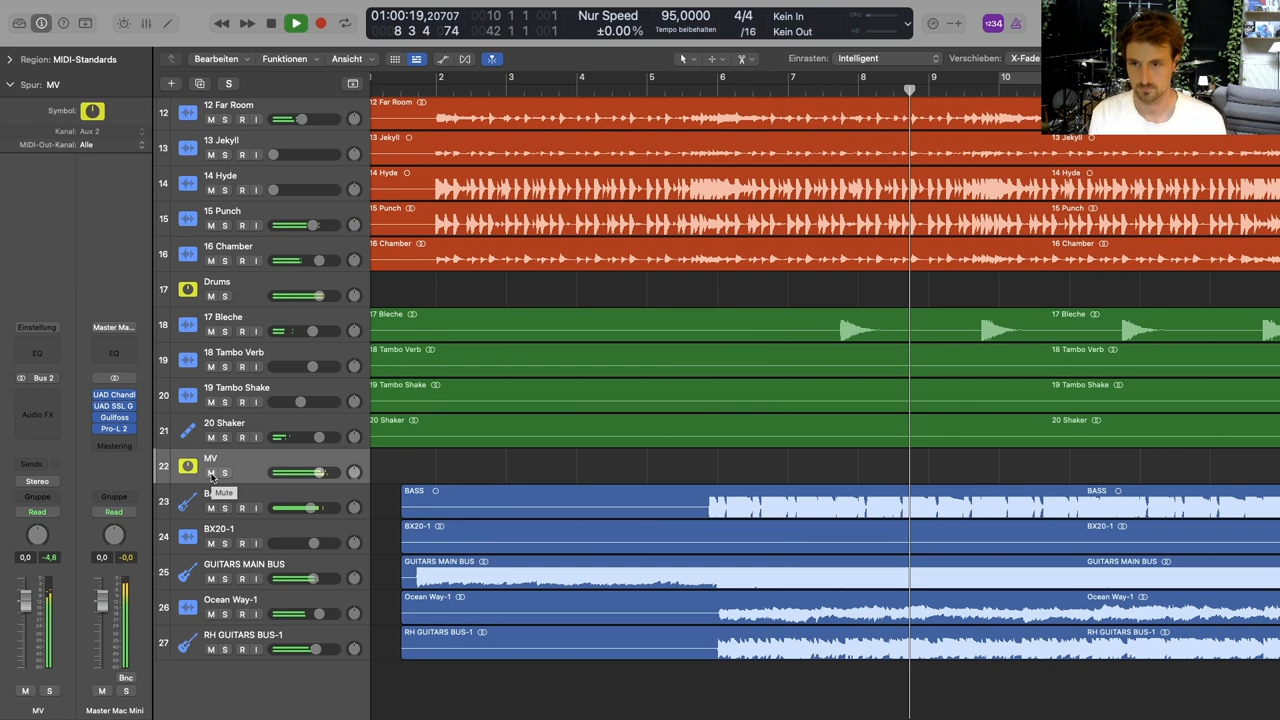 01:00:19,20707
8 3 4 074
0010 1 1 001
0042 1 1 001
Nur Speed
±0.00%
95,0000
Tempo beibehalten
4/4
/16
Kein In
Kein Out
CPU
HD
1234
Region: MIDI-Standards
Spur: MV
Symbol:
Kanal: Aux 2
MIDI-Out-Kanal: Alle
Bearbeiten
Funktionen
Ansicht
Einrasten: Intelligent
Verschieben: X-Fade
S
1 2 3 4 5 6 7 8 9 10
12 12 Far Room M S R I
13 13 Jekyll M S R I
14 14 Hyde M S R I
15 15 Punch M S R I
16 16 Chamber M S R I
17 Drums M S
18 17 Bleche M S R I
19 18 Tambo Verb M S R I
20 19 Tambo Shake M S R I
21 20 Shaker M S R I
22 MV M S
Mute
23 B M S R I
24 BX20-1 M S R I
25 GUITARS MAIN BUS M S R I
26 Ocean Way-1 M S R I
27 RH GUITARS BUS-1 M S R I
12 Far Room
13 Jekyll
14 Hyde 14 Hyde
15 Punch 15 Punch
16 Chamber 16 Chamber
17 Bleche 17 Bleche
18 Tambo Verb 18 Tambo Verb
19 Tambo Shake 19 Tambo Shake
20 Shaker 20 Shaker
BASS BASS
BX20-1 BX20-1
GUITARS MAIN BUS GUITARS MAIN BUS
Ocean Way-1 Ocean Way-1
RH GUITARS BUS-1 RH GUITARS BUS-1
Einstellung Master Ma...
EQ EQ
Bus 2
Audio FX
UAD Chandl
UAD SSL G
Gullfoss
Pro-L 2
Mastering
Sends
Stereo
Gruppe Gruppe
Read Read
0,0 -4,8 0,0 -0,0
Bnc
M S M S
MV Master Mac Mini